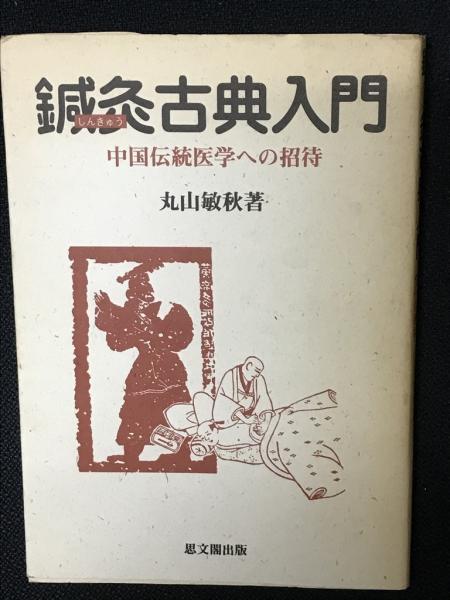 鍼灸古典入門
しんきゅう
中国伝統医学への招待
丸山敏秋著
思文閣出版